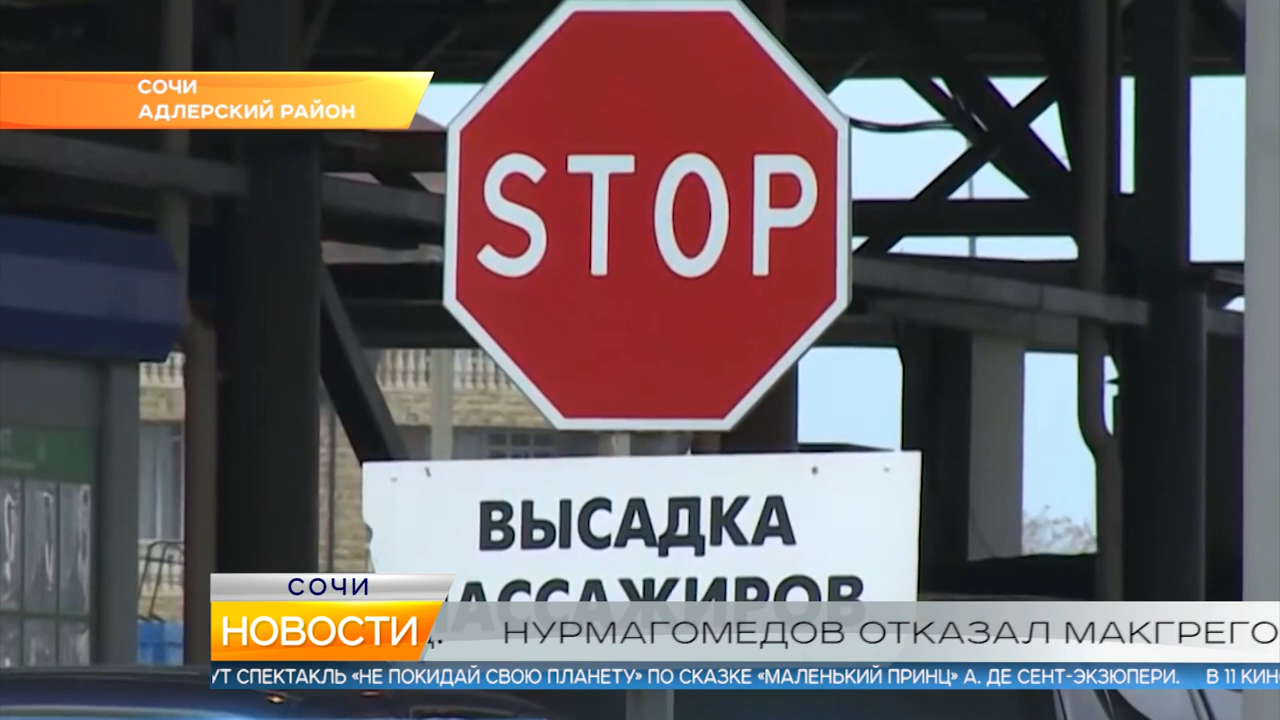 СОЧИ
АДЛЕРСКИЙ РАЙОН
STOP
ВЫСАДКА
ПАССАЖИРОВ
СОЧИ
НОВОСТИ
НУРМАГОМЕДОВ ОТКАЗАЛ
СПЕКТАКЛЬ «НЕ ПОКИДАЙ СВОЮ ПЛАНЕТУ» ПО СКАЗКЕ «МАЛЕНЬКИЙ ПРИНЦ» А. ДЕ СЕНТ-ЭКЗЮПЕРИ. В 11